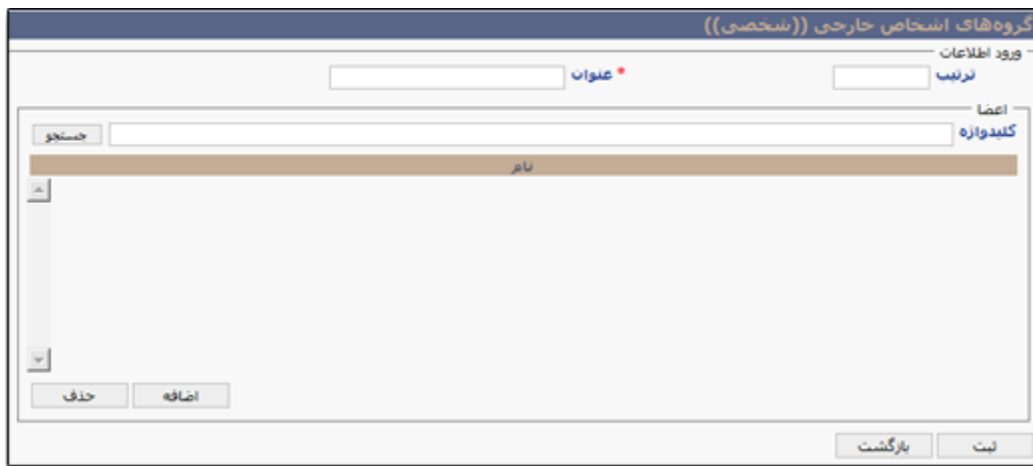 گروه‌های اشخاص خارجی ((شخصی))
ورود اطلاعات
ترتیب * عنوان
اعضا
کلیدواژه جستجو
نام
اضافه حذف
ثبت بازگشت